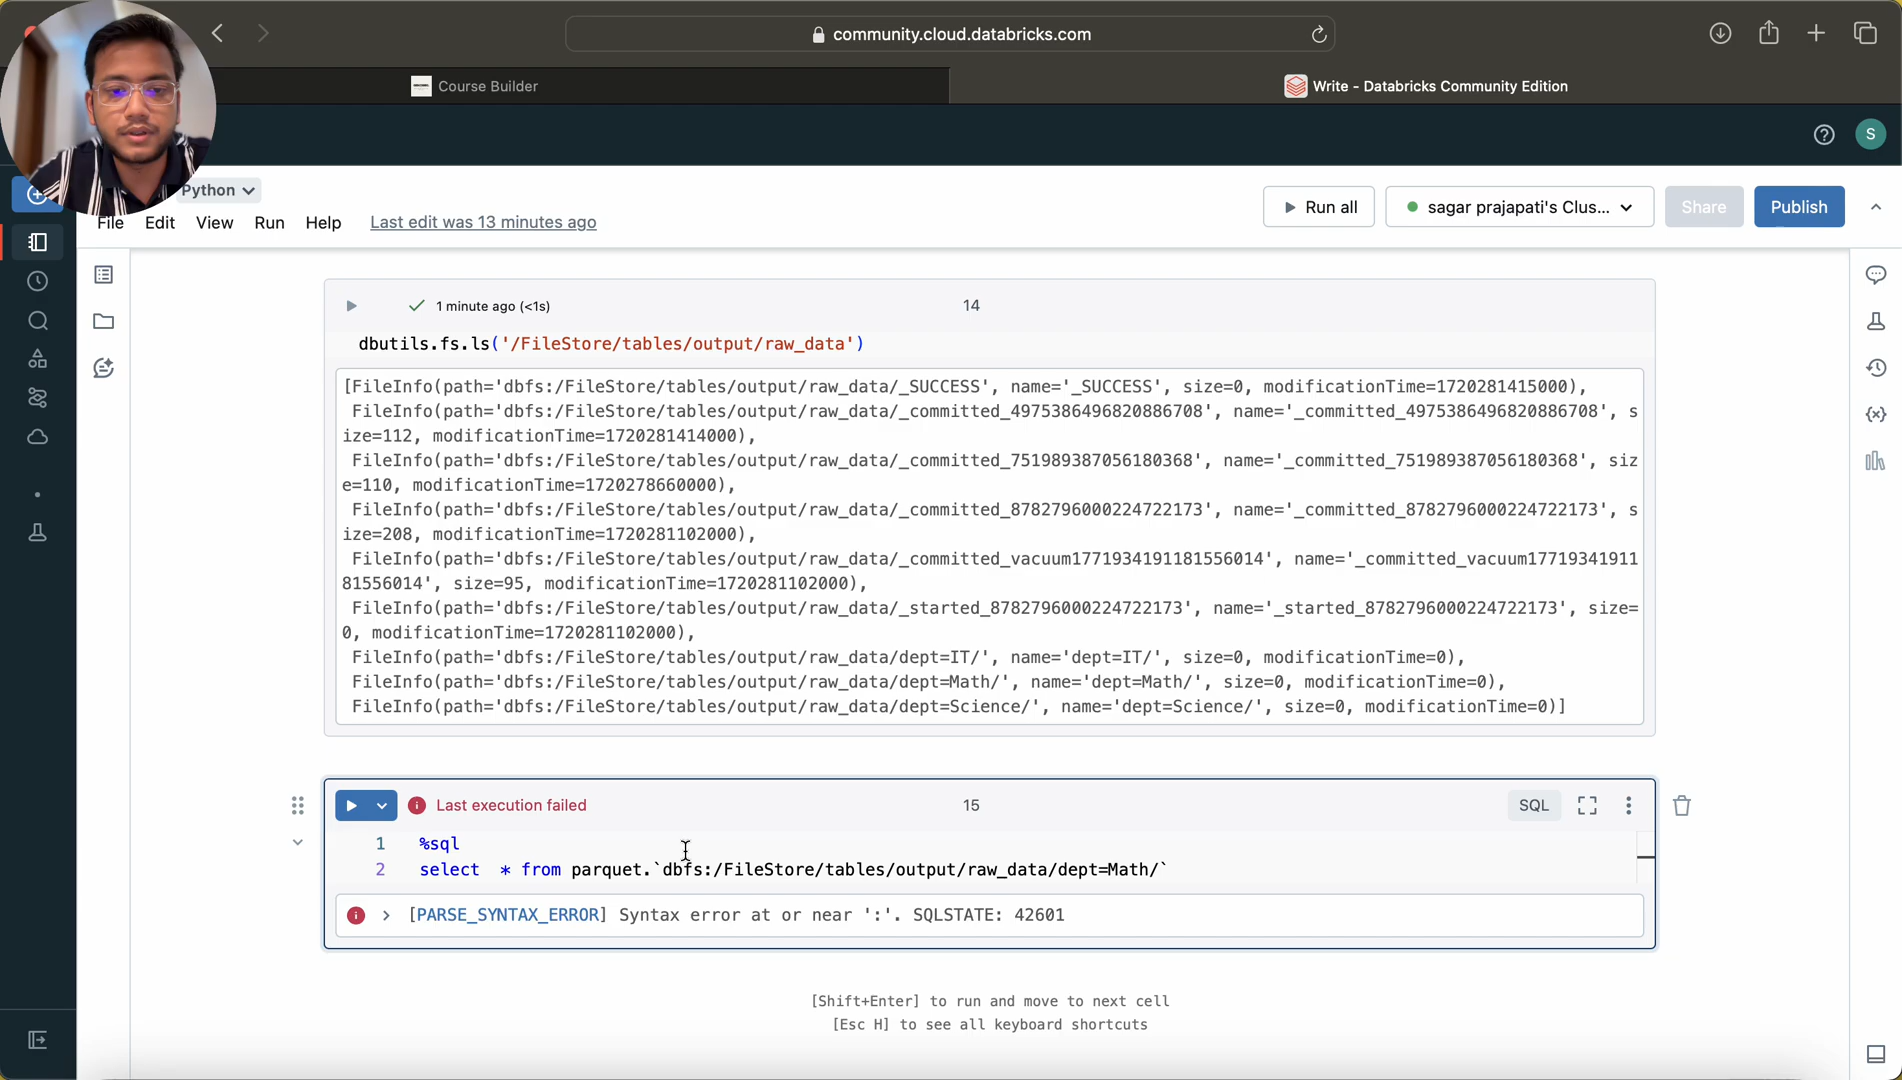 community.cloud.databricks.com
Course Builder
Write - Databricks Community Edition
S
Python
File Edit View Run Help Last edit was 13 minutes ago
Run all
sagar prajapati's Clus...
Share
Publish
1 minute ago (<1s)
14
dbutils.fs.ls('/FileStore/tables/output/raw_data')
[FileInfo(path='dbfs:/FileStore/tables/output/raw_data/_SUCCESS', name='_SUCCESS', size=0, modificationTime=1720281415000),
FileInfo(path='dbfs:/FileStore/tables/output/raw_data/_committed_4975386496820886708', name='_committed_4975386496820886708', s
ize=112, modificationTime=1720281414000),
FileInfo(path='dbfs:/FileStore/tables/output/raw_data/_committed_751989387056180368', name='_committed_751989387056180368', siz
e=110, modificationTime=1720278660000),
FileInfo(path='dbfs:/FileStore/tables/output/raw_data/_committed_8782796000224722173', name='_committed_8782796000224722173', s
ize=208, modificationTime=1720281102000),
FileInfo(path='dbfs:/FileStore/tables/output/raw_data/_committed_vacuum1771934191181556014', name='_committed_vacuum17719341911
81556014', size=95, modificationTime=1720281102000),
FileInfo(path='dbfs:/FileStore/tables/output/raw_data/_started_8782796000224722173', name='_started_8782796000224722173', size=
0, modificationTime=1720281102000),
FileInfo(path='dbfs:/FileStore/tables/output/raw_data/dept=IT/', name='dept=IT/', size=0, modificationTime=0),
FileInfo(path='dbfs:/FileStore/tables/output/raw_data/dept=Math/', name='dept=Math/', size=0, modificationTime=0),
FileInfo(path='dbfs:/FileStore/tables/output/raw_data/dept=Science/', name='dept=Science/', size=0, modificationTime=0)]
Last execution failed
15
SQL
1 %sql
2 select * from parquet.`dbfs:/FileStore/tables/output/raw_data/dept=Math/`
[PARSE_SYNTAX_ERROR] Syntax error at or near ':'. SQLSTATE: 42601
[Shift+Enter] to run and move to next cell
[Esc H] to see all keyboard shortcuts